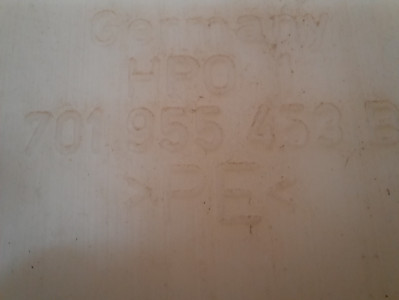 Germany
HPO
701 955 453 B
>PE<